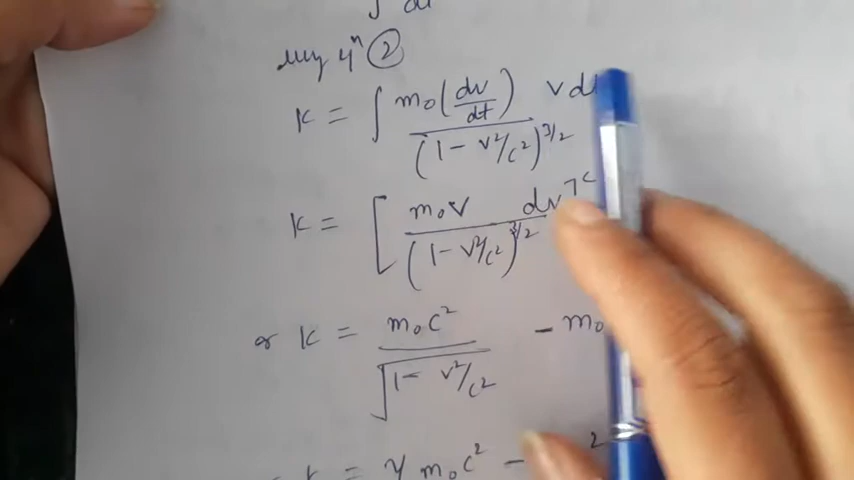 ∫ dt
eqⁿ ②
K = ∫ m₀(dv/dt) / (1 - v²/c²)^3/2 v d
K = [ m₀v dv / (1 - v²/c²)^3/2 ] c
or K = m₀c² / √(1 - v²/c²) - m₀
= γ m₀c² - ²